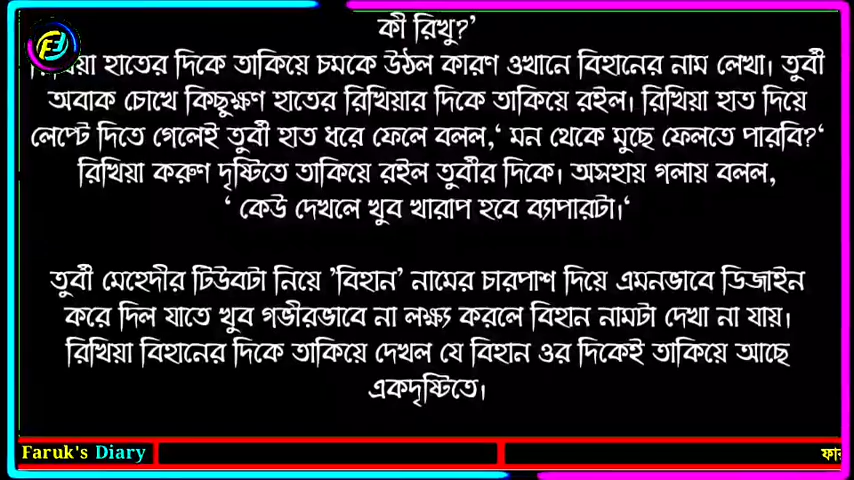 কী রিখু?’
হাতের দিকে তাকিয়ে চমকে উঠল কারণ ওখানে বিহানের নাম লেখা। তুর্বী
অবাক চোখে কিছুক্ষণ হাতের রিখিয়ার দিকে তাকিয়ে রইল। রিখিয়া হাত দিয়ে
লেপ্টে দিতে গেলেই তুর্বী হাত ধরে ফেলে বলল,‘ মন থেকে মুছে ফেলতে পারবি?‘
রিখিয়া করুণ দৃষ্টিতে তাকিয়ে রইল তুর্বীর দিকে। অসহায় গলায় বলল,
‘ কেউ দেখলে খুব খারাপ হবে ব্যাপারটা।‘
তুর্বী মেহেদীর টিউবটা নিয়ে ’বিহান’ নামের চারপাশ দিয়ে এমনভাবে ডিজাইন
করে দিল যাতে খুব গভীরভাবে না লক্ষ্য করলে বিহান নামটা দেখা না যায়।
রিখিয়া বিহানের দিকে তাকিয়ে দেখল যে বিহান ওর দিকেই তাকিয়ে আছে
একদৃষ্টিতে।
Faruk's Diary